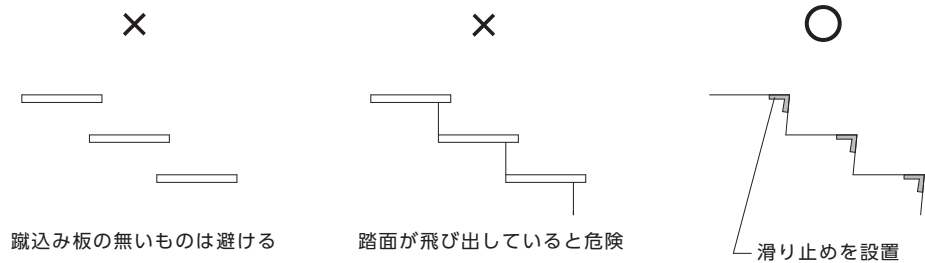 蹴込み板の無いものは避ける
踏面が飛び出していると危険
滑り止めを設置